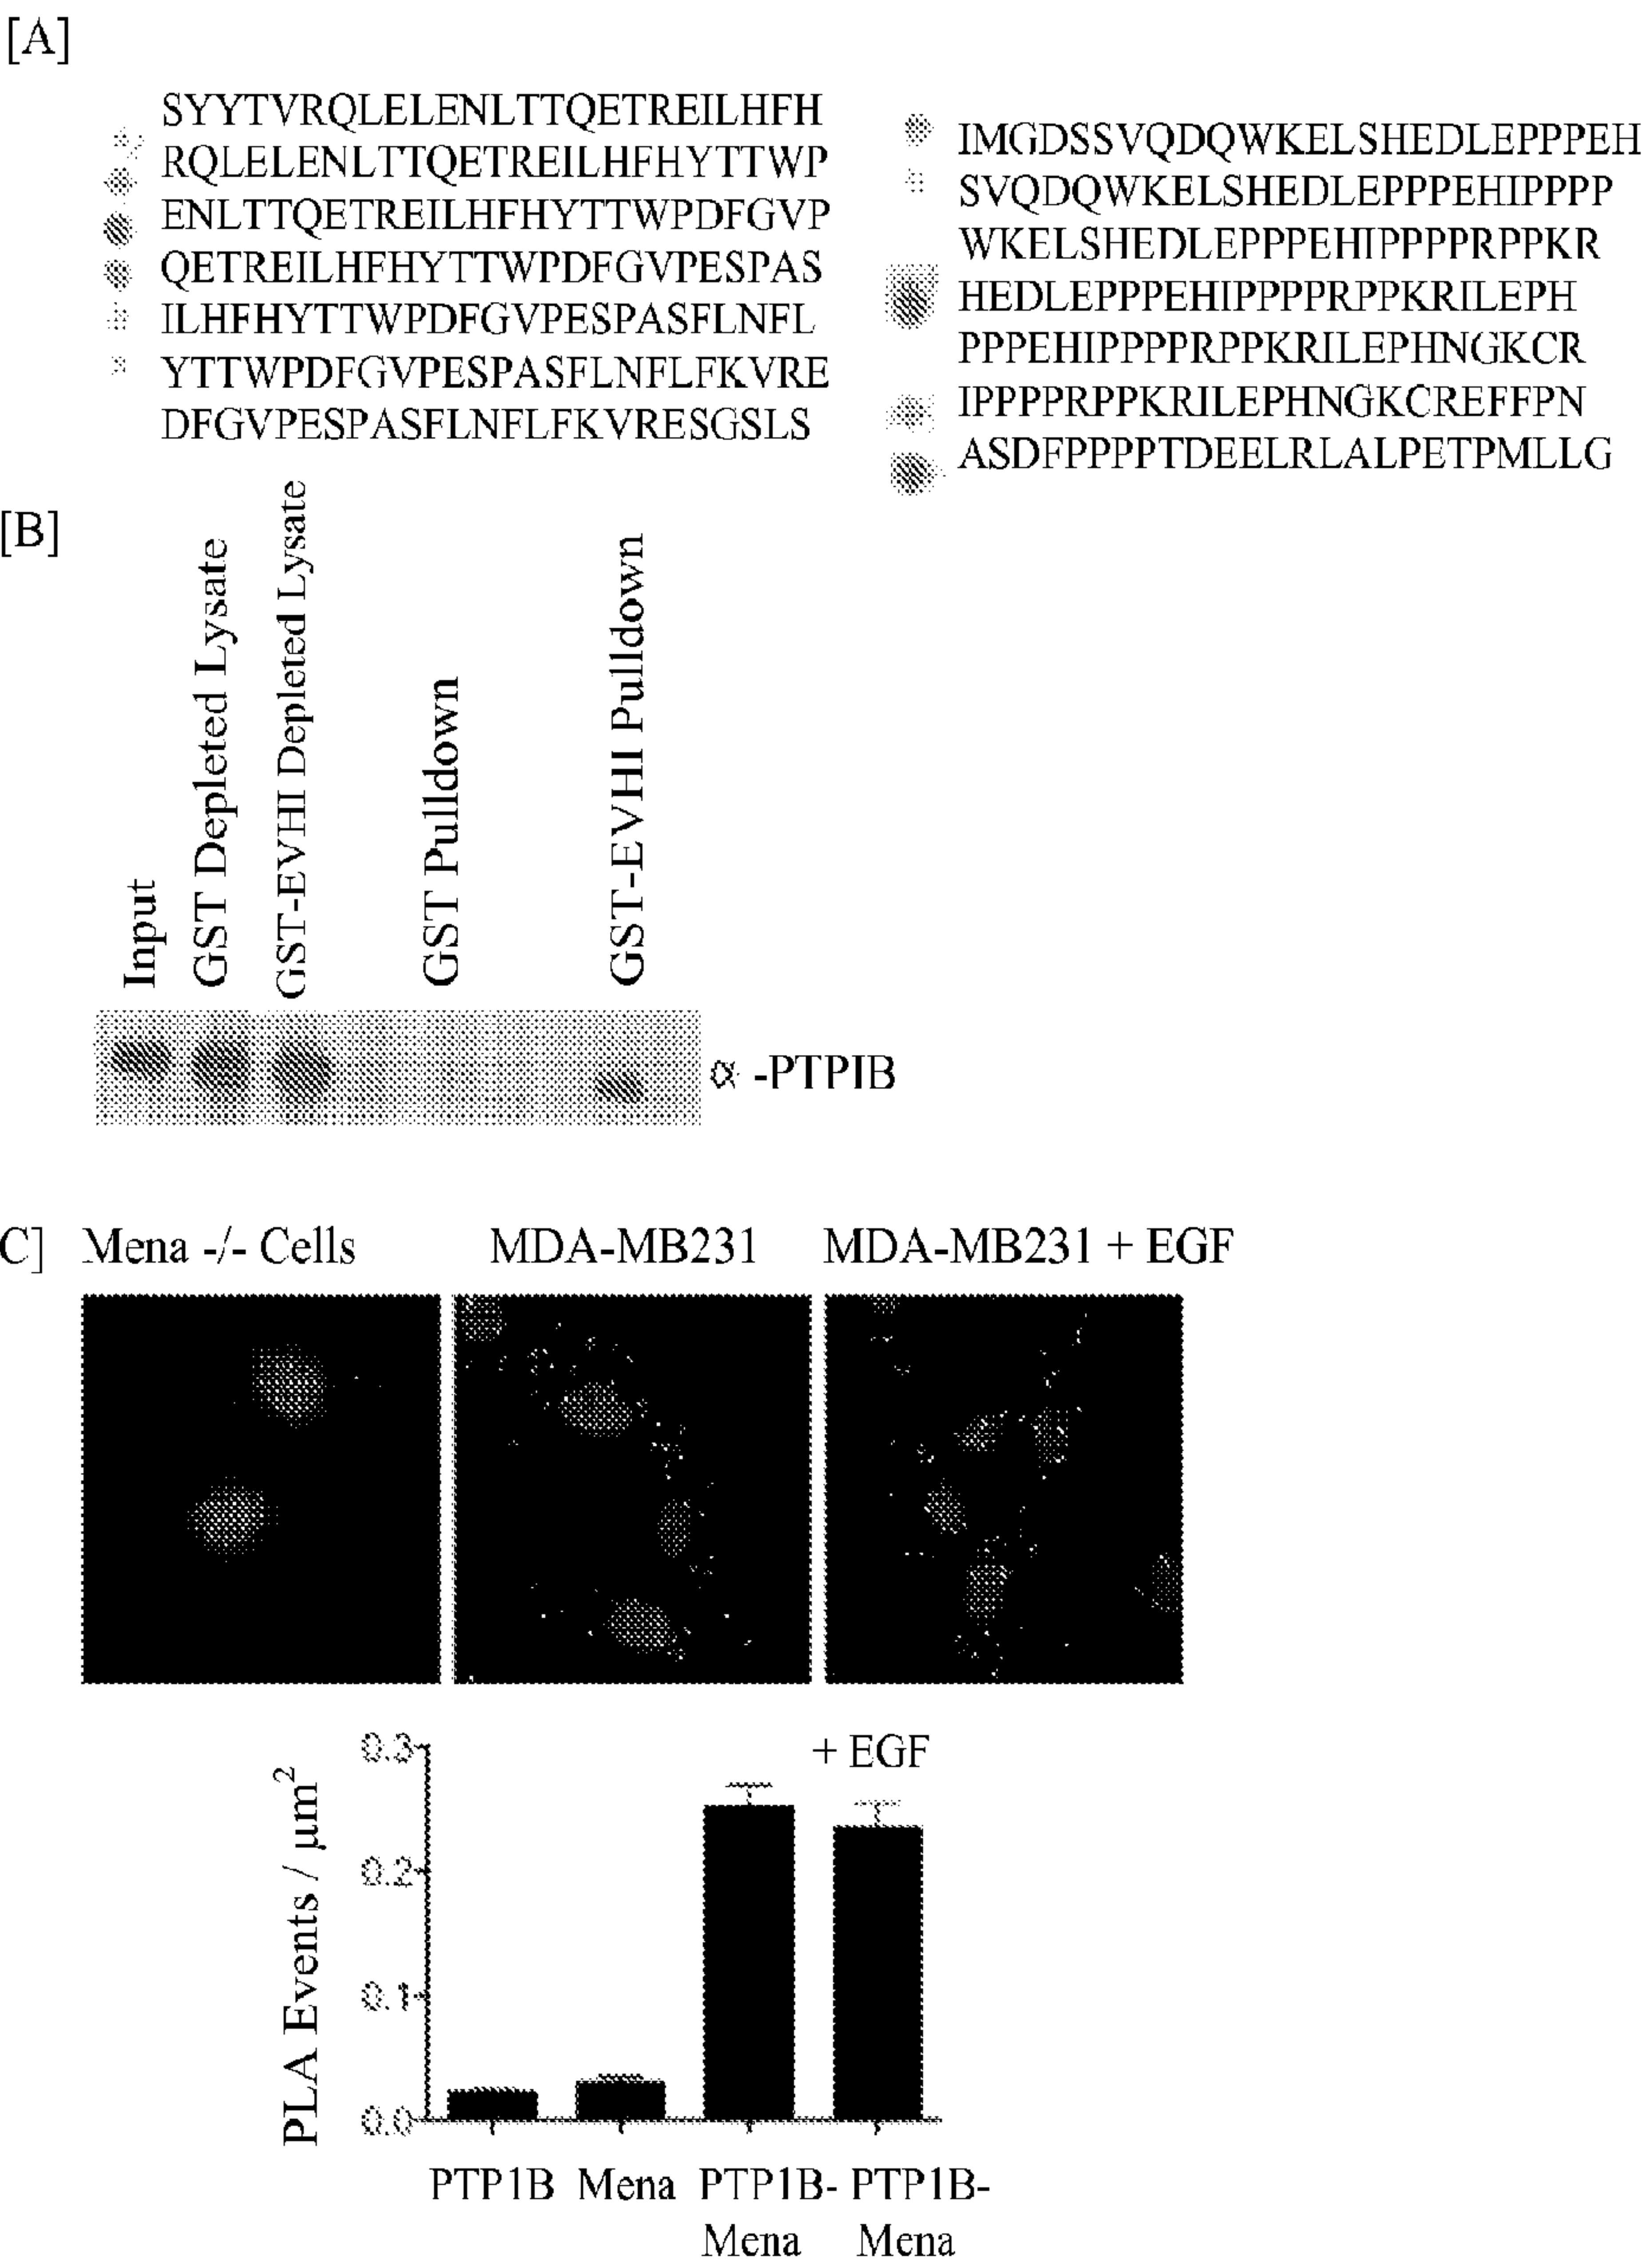 [A]
SYYTVRQLELENLTTQETREILHFH
RQLELENLTTQETREILHFHYTTWP
ENLTTQETREILHFHYTTWPDFGVP
QETREILHFHYTTWPDFGVPESPAS
ILHFHYTTWPDFGVPESPASFLNFL
YTTWPDFGVPESPASFLNFLFKVRE
DFGVPESPASFLNFLFKVRESGSLS
IMGDSSVQDQWKELSHEDLEPPPEH
SVQDQWKELSHEDLEPPPEHIPPPP
WKELSHEDLEPPPEHIPPPPRPPKR
HEDLEPPPEHIPPPPRPPKRILEPH
PPPEHIPPPPRPPKRILEPHNGKCR
IPPPPRPPKRILEPHNGKCREFFPN
ASDFPPPPTDEELRLALPETPMLLG
[B]
Input
GST Depleted Lysate
GST-EVHI Depleted Lysate
GST Pulldown
GST-EVHI Pulldown
α -PTPIB
C]
Mena -/- Cells
MDA-MB231
MDA-MB231 + EGF
PLA Events / μm²
0.3
0.2
0.1
0.0
+ EGF
PTP1B
Mena
PTP1B-
Mena
PTP1B-
Mena